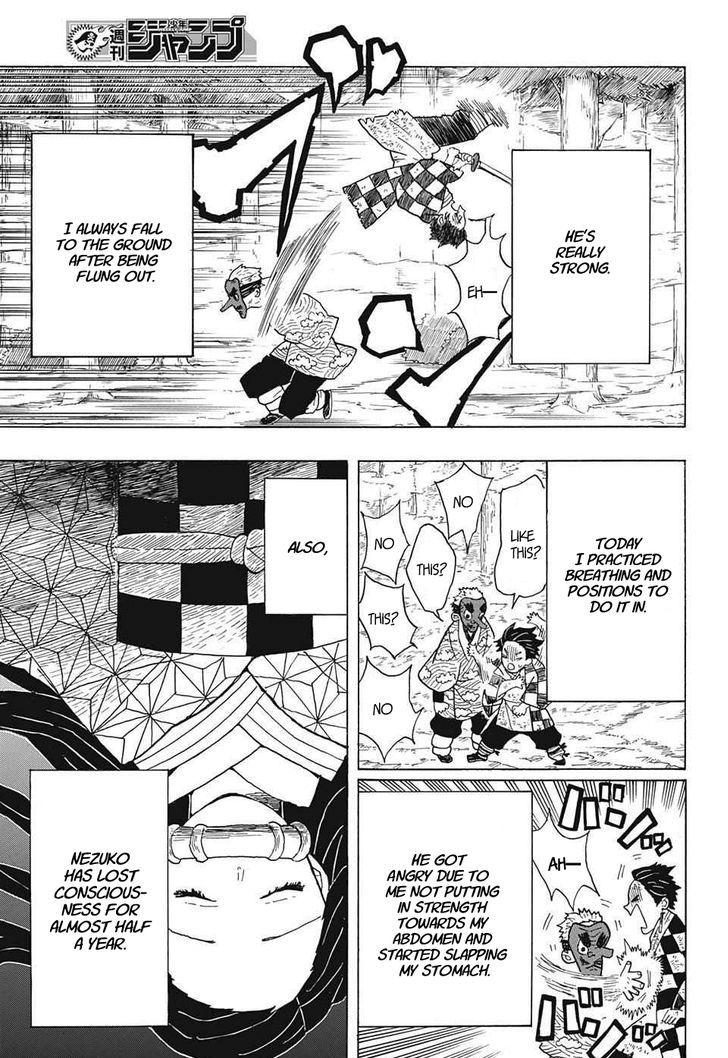 週刊少年ジャンプ
HE'S
REALLY
STRONG.
EH—
I ALWAYS FALL
TO THE GROUND
AFTER BEING
FLUNG OUT.
TODAY
I PRACTICED
BREATHING AND
POSITIONS TO
DO IT IN.
LIKE
THIS?
NO
THIS?
NO
THIS?
NO
HE GOT
ANGRY DUE TO
ME NOT PUTTING
IN STRENGTH
TOWARDS MY
ABDOMEN AND
STARTED SLAPPING
MY STOMACH.
AH—
ALSO,
NEZUKO
HAS LOST
CONSCIOUS-
NESS FOR
ALMOST HALF
A YEAR.